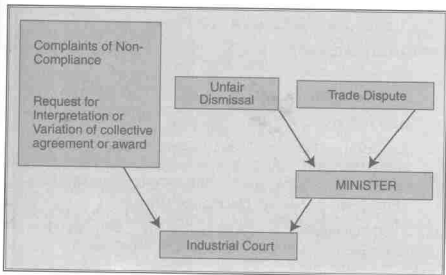 Complaints of Non-
Compliance
Request for
Interpretation or
Variation of collective
agreement or award
Unfair
Dismissal
Trade Dispute
MINISTER
Industrial Court